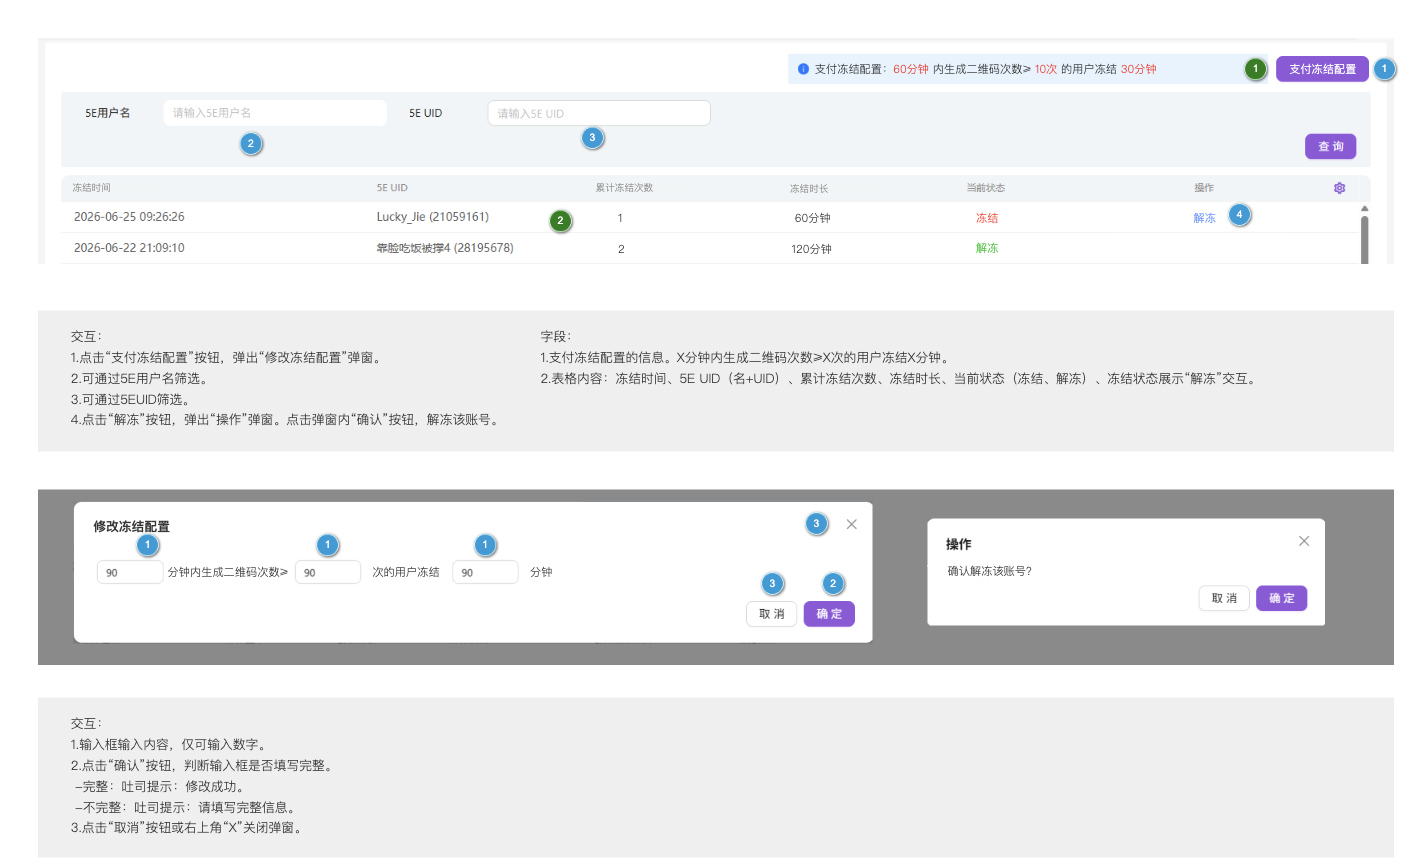 支付冻结配置：60分钟 内生成二维码次数≥ 10次 的用户冻结 30分钟 1 支付冻结配置 1
5E用户名 请输入5E用户名 5E UID 请输入5E UID
2 3
查 询
冻结时间 5E UID 累计冻结次数 冻结时长 当前状态 操作
2026-06-25 09:26:26 Lucky_Jie (21059161) 2 1 60分钟 冻结 解冻 4
2026-06-22 21:09:10 靠脸吃饭被撑4 (28195678) 2 120分钟 解冻
交互：
1.点击“支付冻结配置”按钮，弹出“修改冻结配置”弹窗。
2.可通过5E用户名筛选。
3.可通过5EUID筛选。
4.点击“解冻”按钮，弹出“操作”弹窗。点击弹窗内“确认”按钮，解冻该账号。
字段：
1.支付冻结配置的信息。X分钟内生成二维码次数≥X次的用户冻结X分钟。
2.表格内容：冻结时间、5E UID（名+UID）、累计冻结次数、冻结时长、当前状态（冻结、解冻）、冻结状态展示“解冻”交互。
修改冻结配置 3
1 1 1
90 分钟内生成二维码次数≥ 90 次的用户冻结 90 分钟
3 2
取 消 确 定
操作
确认解冻该账号?
取 消 确 定
交互：
1.输入框输入内容，仅可输入数字。
2.点击“确认”按钮，判断输入框是否填写完整。
–完整：吐司提示：修改成功。
–不完整：吐司提示：请填写完整信息。
3.点击“取消”按钮或右上角“X”关闭弹窗。